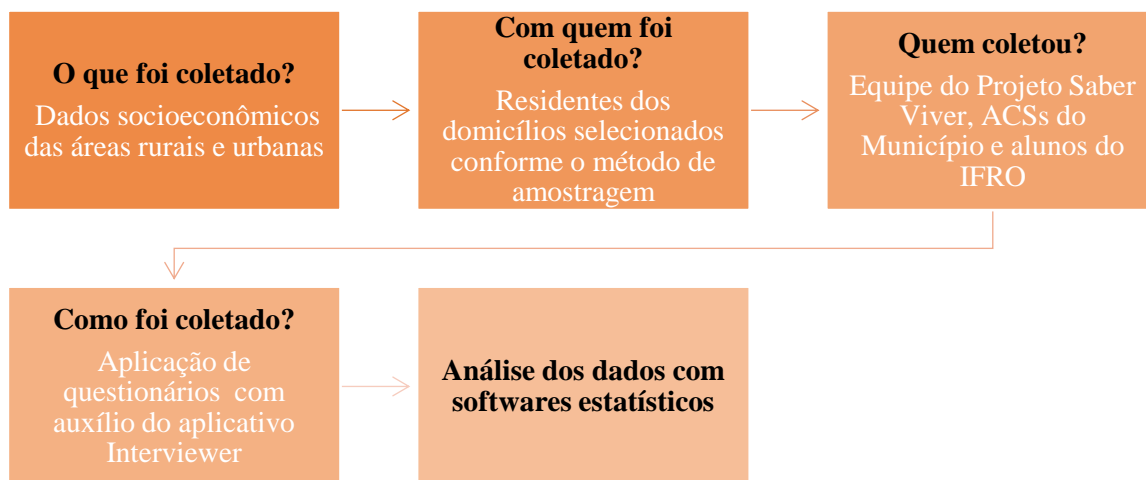 O que foi coletado?
Dados socioeconômicos
das áreas rurais e urbanas
Com quem foi
coletado?
Residentes dos
domicílios selecionados
conforme o método de
amostragem
Quem coletou?
Equipe do Projeto Saber
Viver, ACSs do
Município e alunos do
IFRO
Como foi coletado?
Aplicação de
questionários com
auxílio do aplicativo
Interviewer
Análise dos dados com
softwares estatísticos